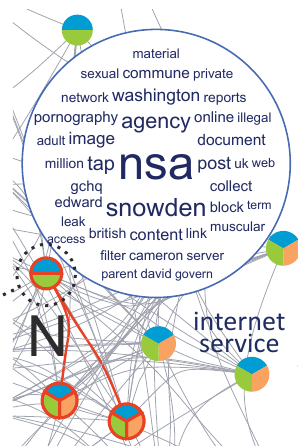 material
sexual commune private
network washington reports
pornography agency online illegal
adult image document
million tap nsa post uk web
gchq collect
edward snowden block term
leak british content link muscular
access
filter cameron server
parent david govern
N
internet
service